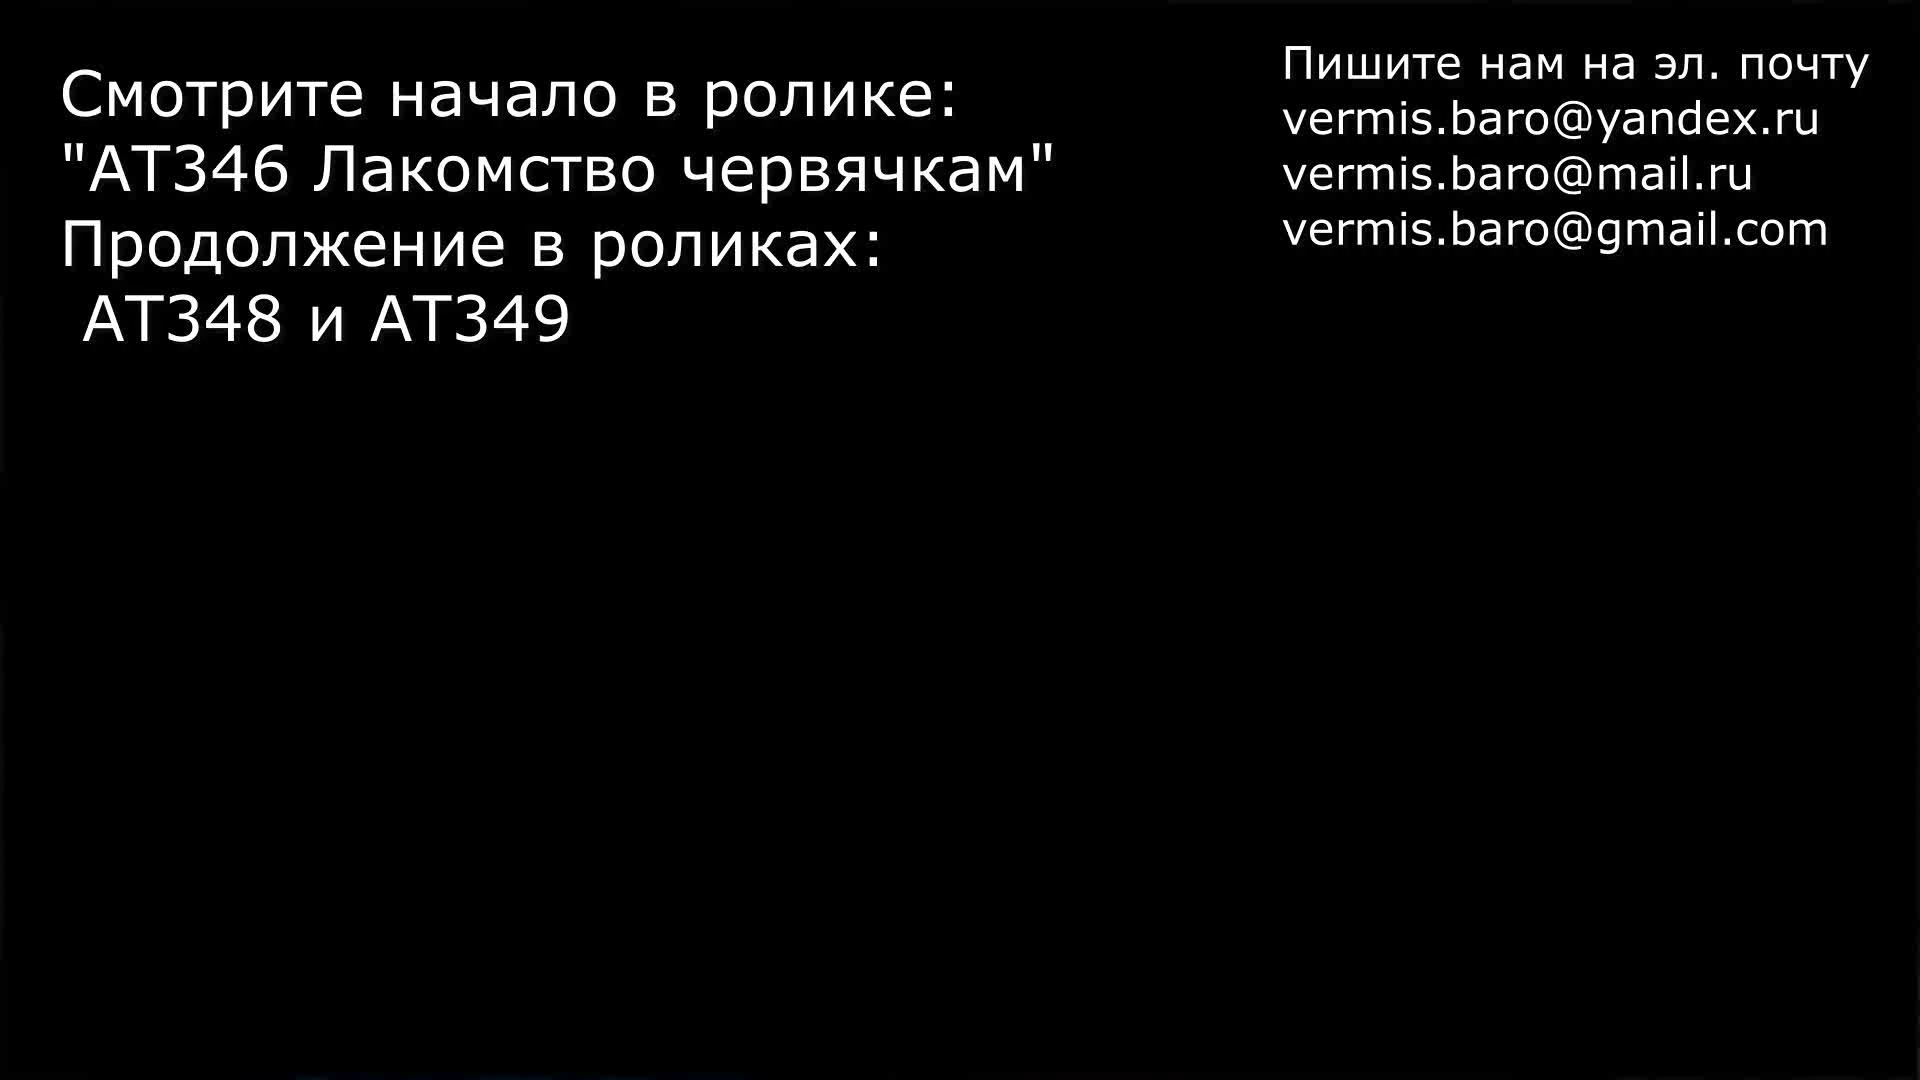 Смотрите начало в ролике:
"АТ346 Лакомство червячкам"
Продолжение в роликах:
АТ348 и АТ349
Пишите нам на эл. почту
vermis.baro@yandex.ru
vermis.baro@mail.ru
vermis.baro@gmail.com